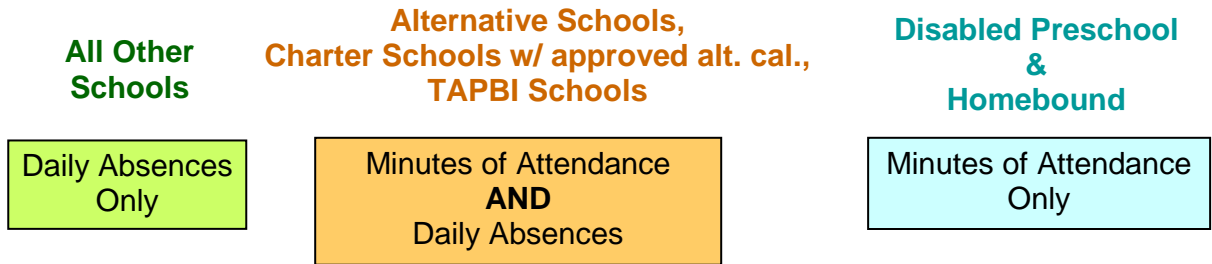 All Other
Schools
Daily Absences
Only
Alternative Schools,
Charter Schools w/ approved alt. cal.,
TAPBI Schools
Minutes of Attendance
AND
Daily Absences
Disabled Preschool
&
Homebound
Minutes of Attendance
Only